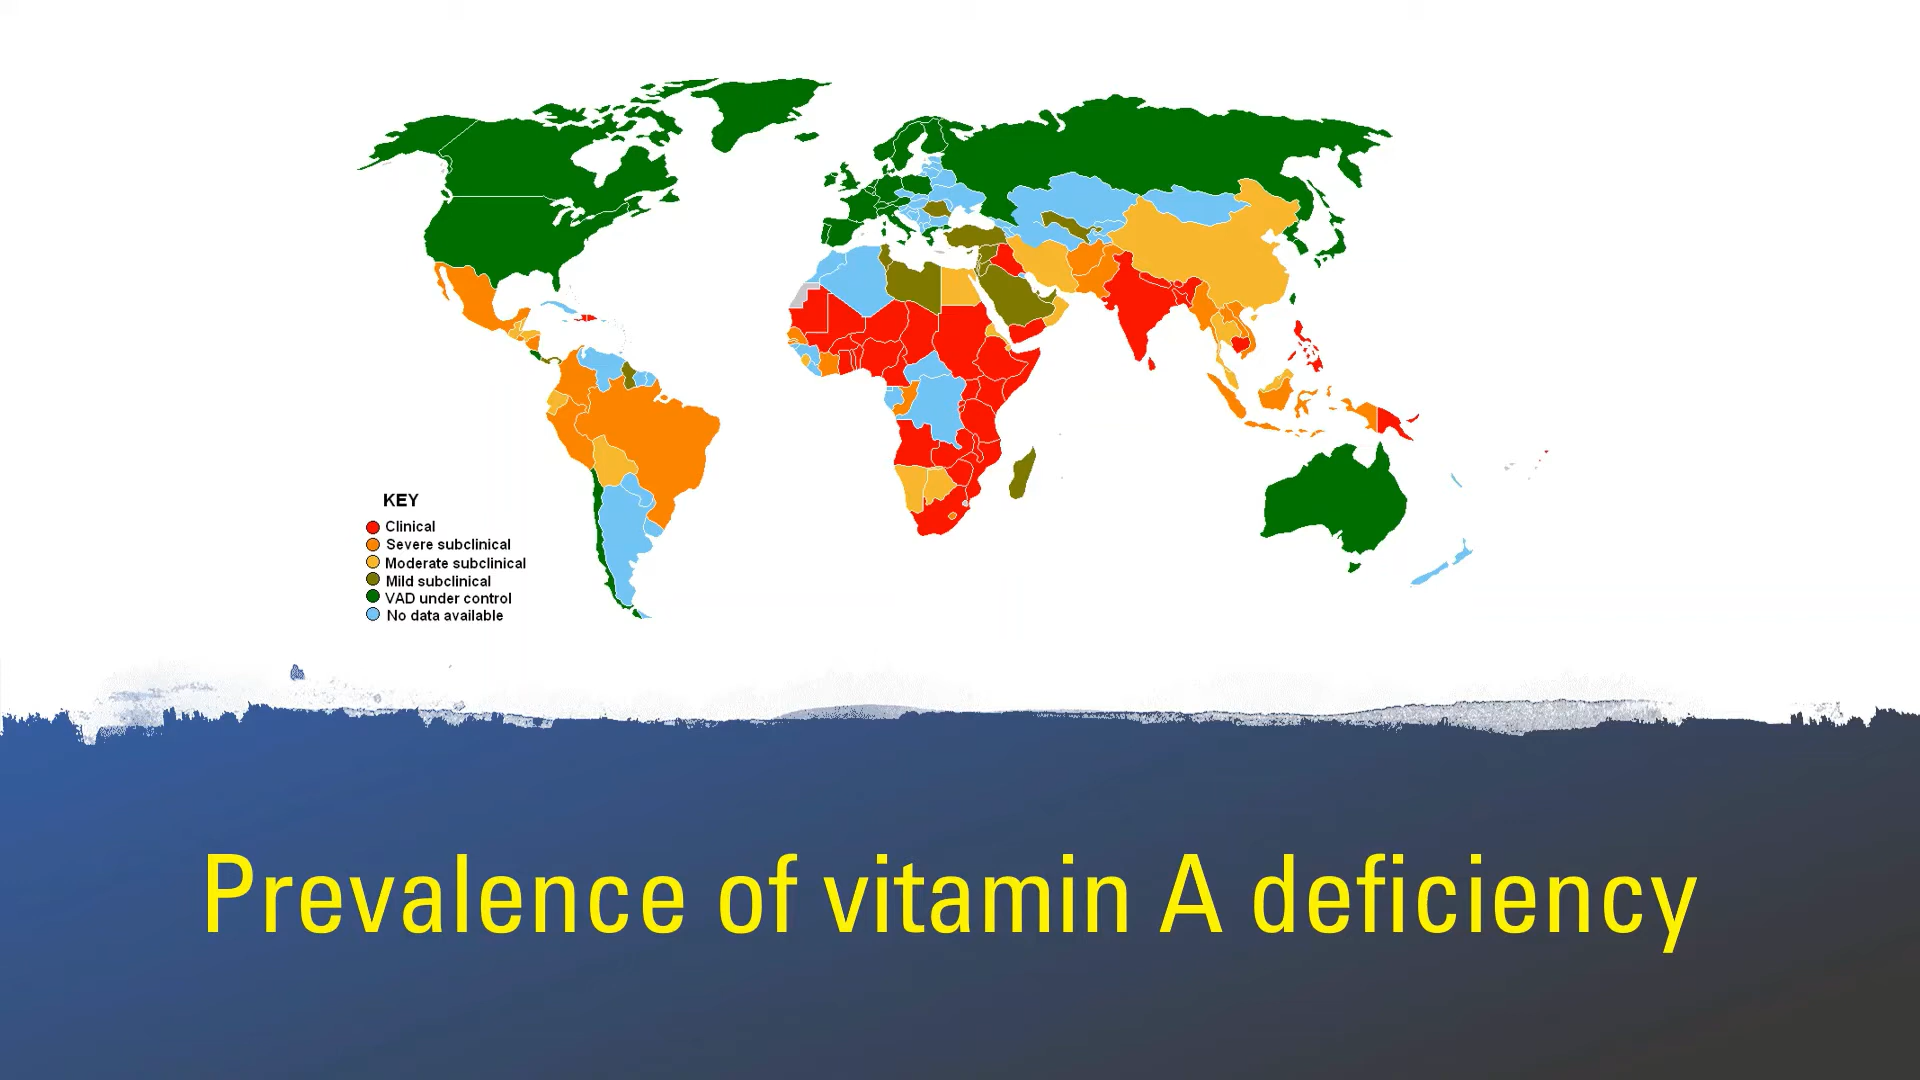 KEY
Clinical
Severe subclinical
Moderate subclinical
Mild subclinical
VAD under control
No data available
Prevalence of vitamin A deficiency